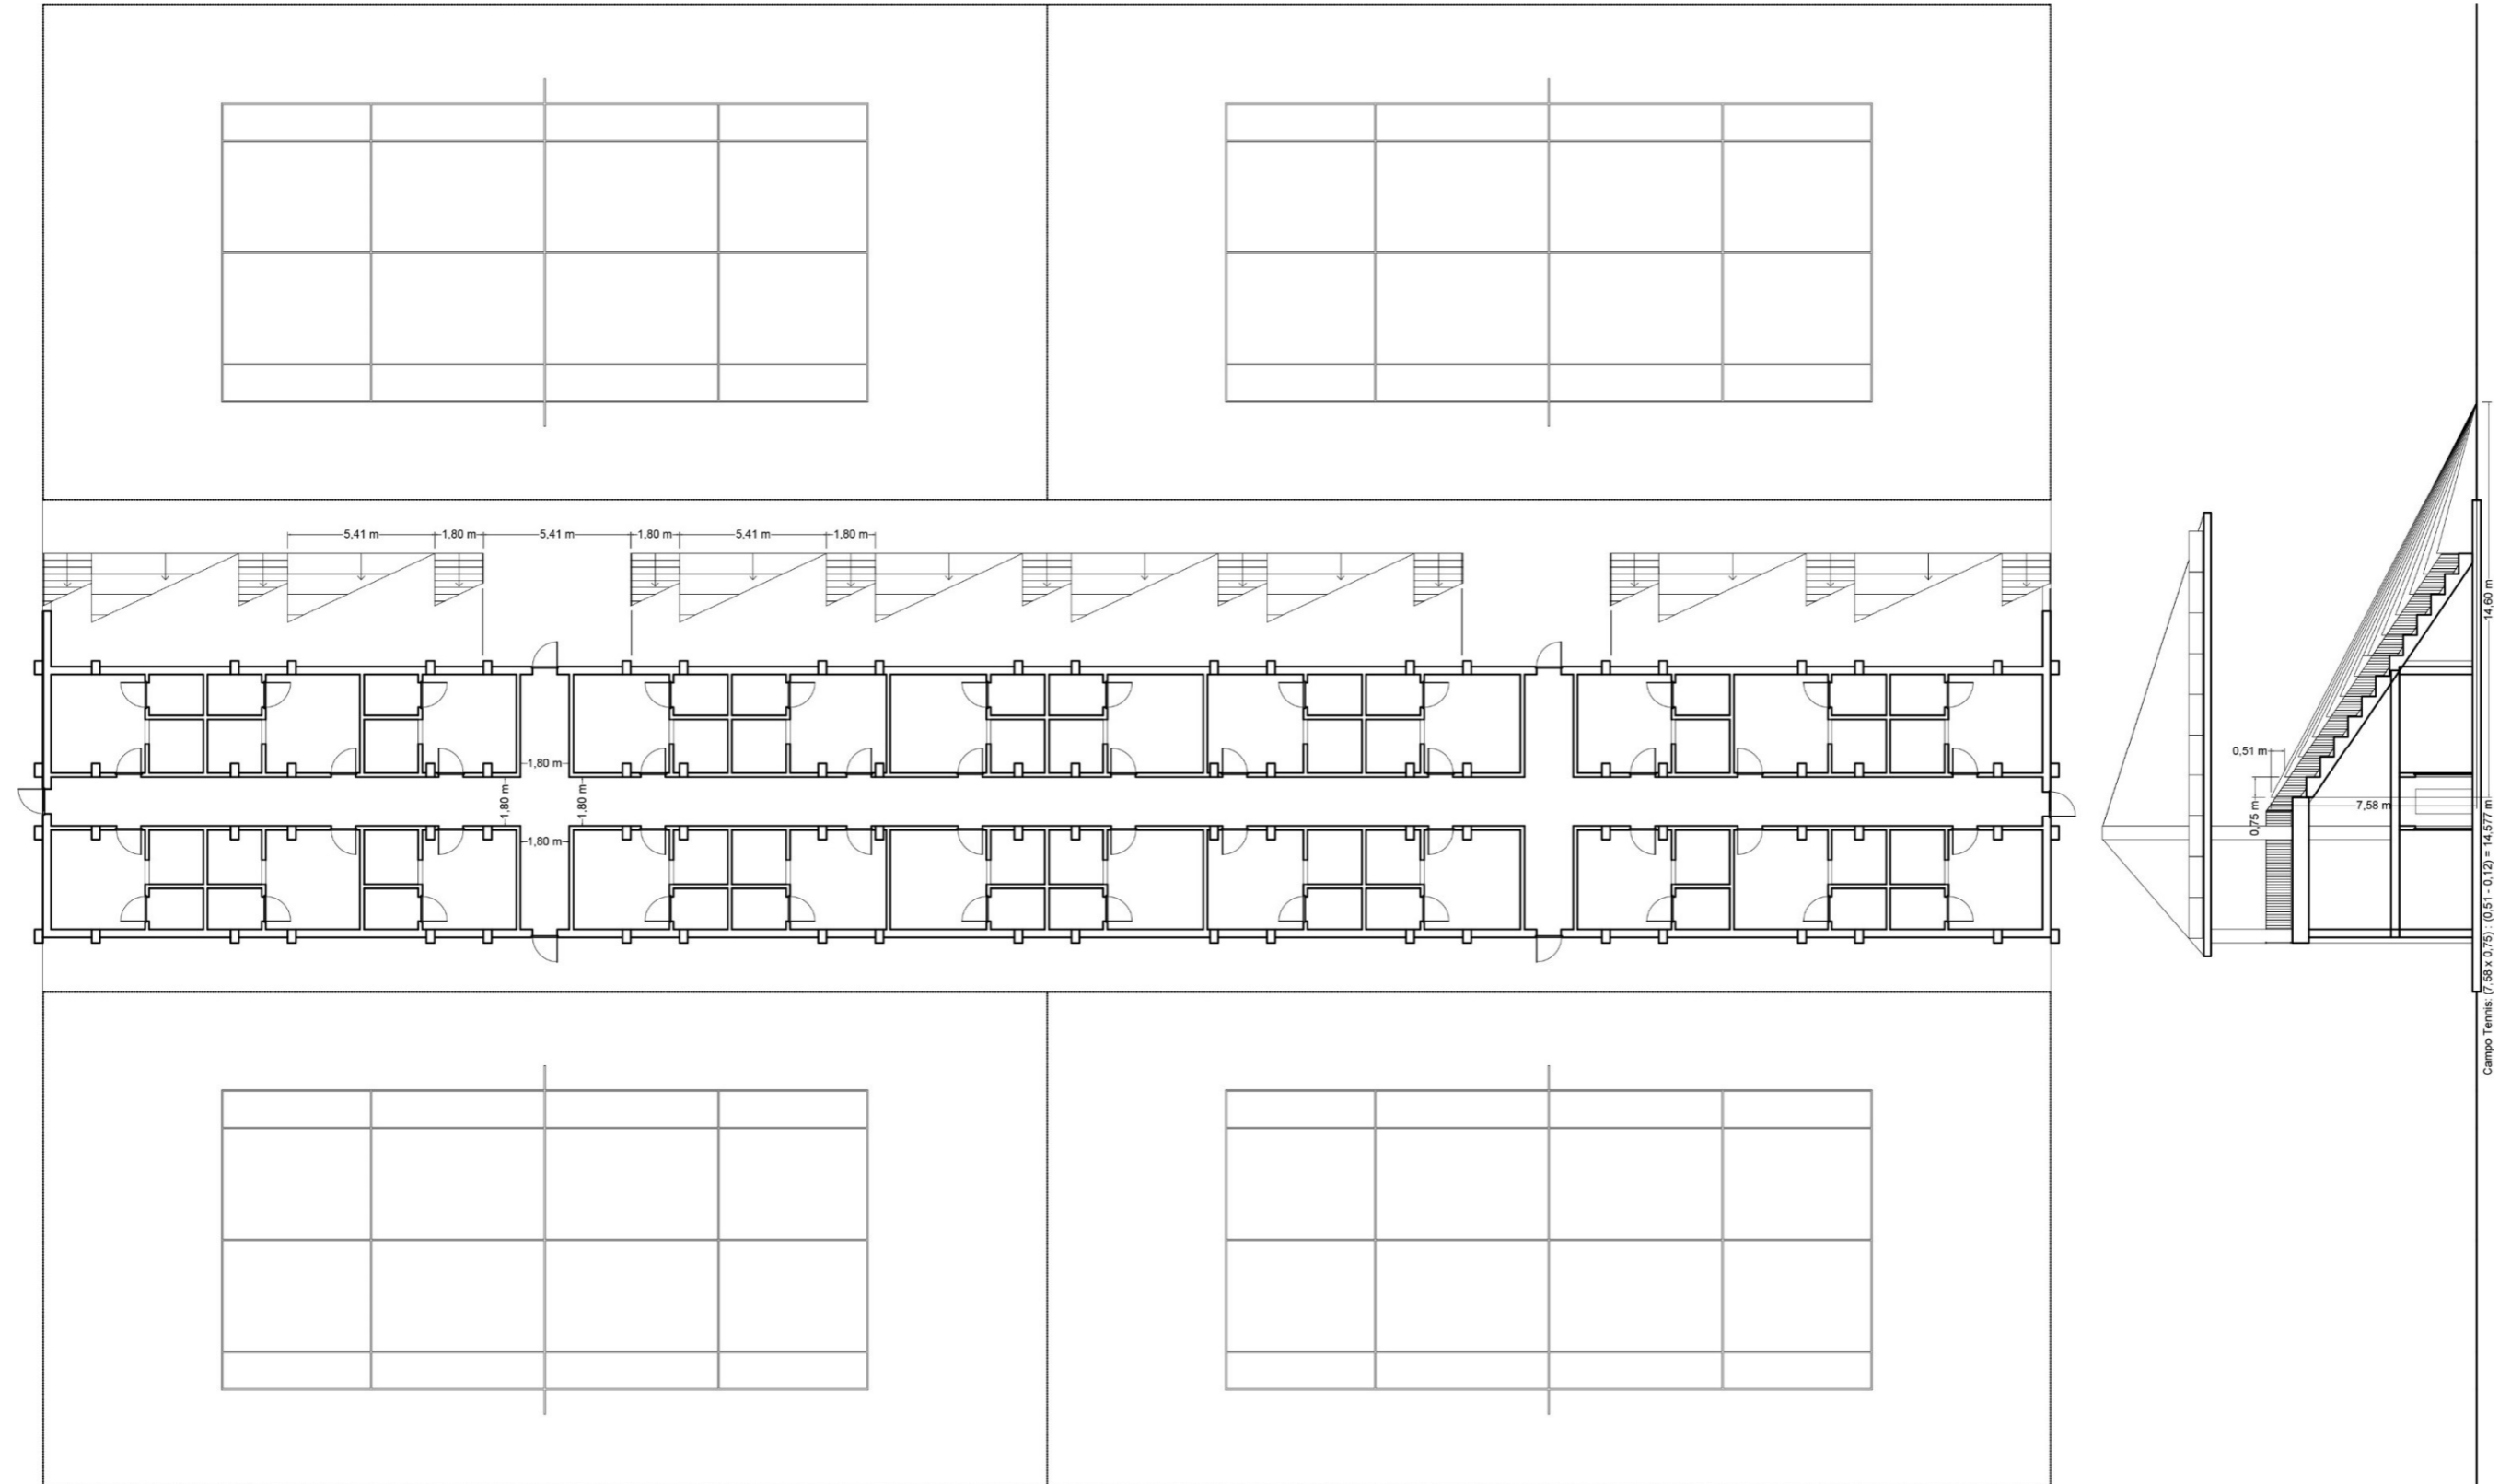 5,41 m
1,80 m
5,41 m
1,80 m
5,41 m
1,80 m
1,80 m
1,80 m
1,80 m
1,80 m
0,51 m
0,75 m
7,58 m
14,60 m
Campo Tennis: (7,58 x 0,75) : (0,51 - 0,12) = 14,577 m